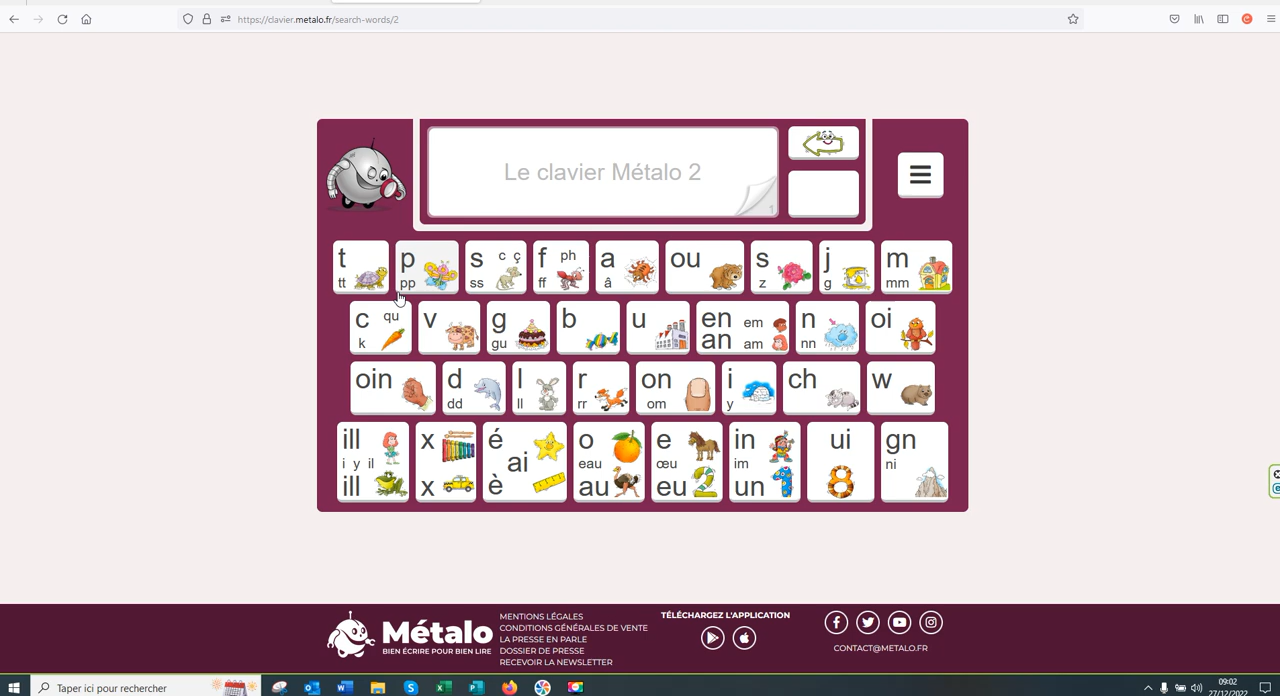 https://clavier.metalo.fr/search-words/2
Le clavier Métalo 2
1
t p s c ç f ph a ou s j m
tt pp ss ff â z g mm
c qu v g b u en em n oi
k gu an am nn
oin d l r on i ch w
dd ll rr om y
ill x é o e in ui gn
i y il ai eau œu im ni
ill x è au eu un
Métalo
BIEN ÉCRIRE POUR BIEN LIRE
MENTIONS LÉGALES
CONDITIONS GÉNÉRALES DE VENTE
LA PRESSE EN PARLE
DOSSIER DE PRESSE
RECEVOIR LA NEWSLETTER
TÉLÉCHARGEZ L'APPLICATION
CONTACT@METALO.FR
Taper ici pour rechercher
09:02